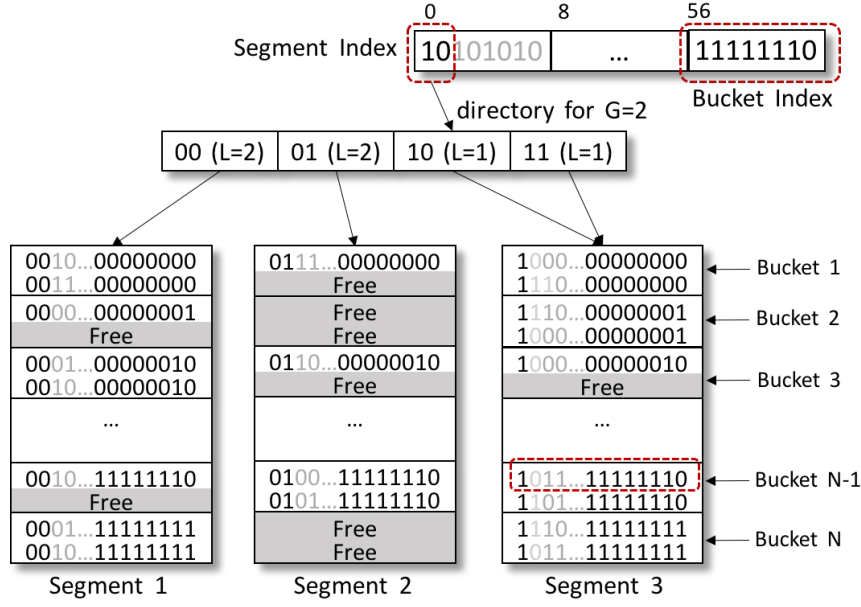 0 8 56
Segment Index 10101010 ... 11111110
Bucket Index
directory for G=2
00 (L=2) 01 (L=2) 10 (L=1) 11 (L=1)
0010...00000000
0011...00000000
0000...00000001
Free
0001...00000010
0010...00000010
...
0010...11111110
Free
0001...11111111
0010...11111111
Segment 1
0111...00000000
Free
Free
Free
0110...00000010
Free
...
0100...11111110
0101...11111110
Free
Free
Segment 2
1000...00000000
1110...00000000
1110...00000001
1000...00000001
1000...00000010
Free
...
1011...11111110
1101...11111110
1110...11111111
1011...11111111
Segment 3
Bucket 1
Bucket 2
Bucket 3
Bucket N-1
Bucket N